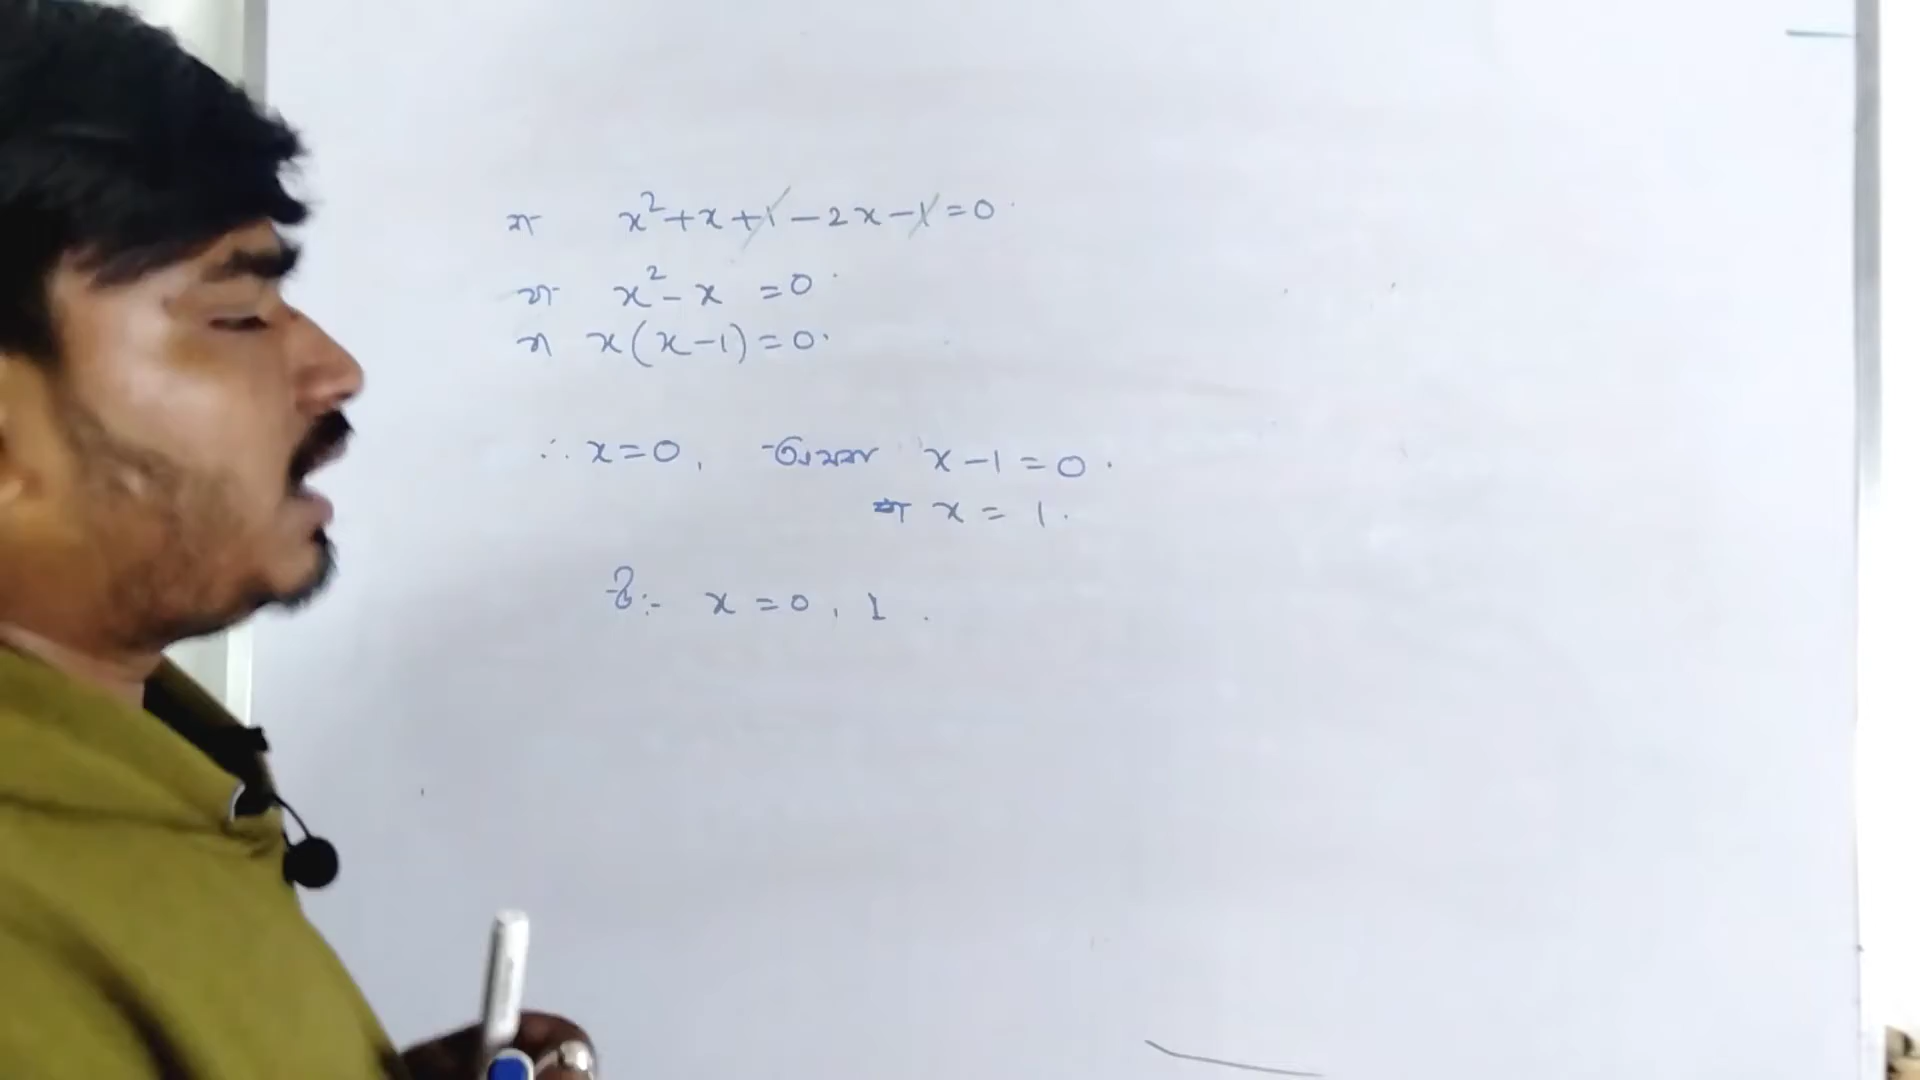 বা x²+x+1-2x-1=0
বা x²-x =0
বা x(x-1)=0.
∴ x=0, অথবা x-1=0.
বা x = 1.
উঃ- x=0, 1.